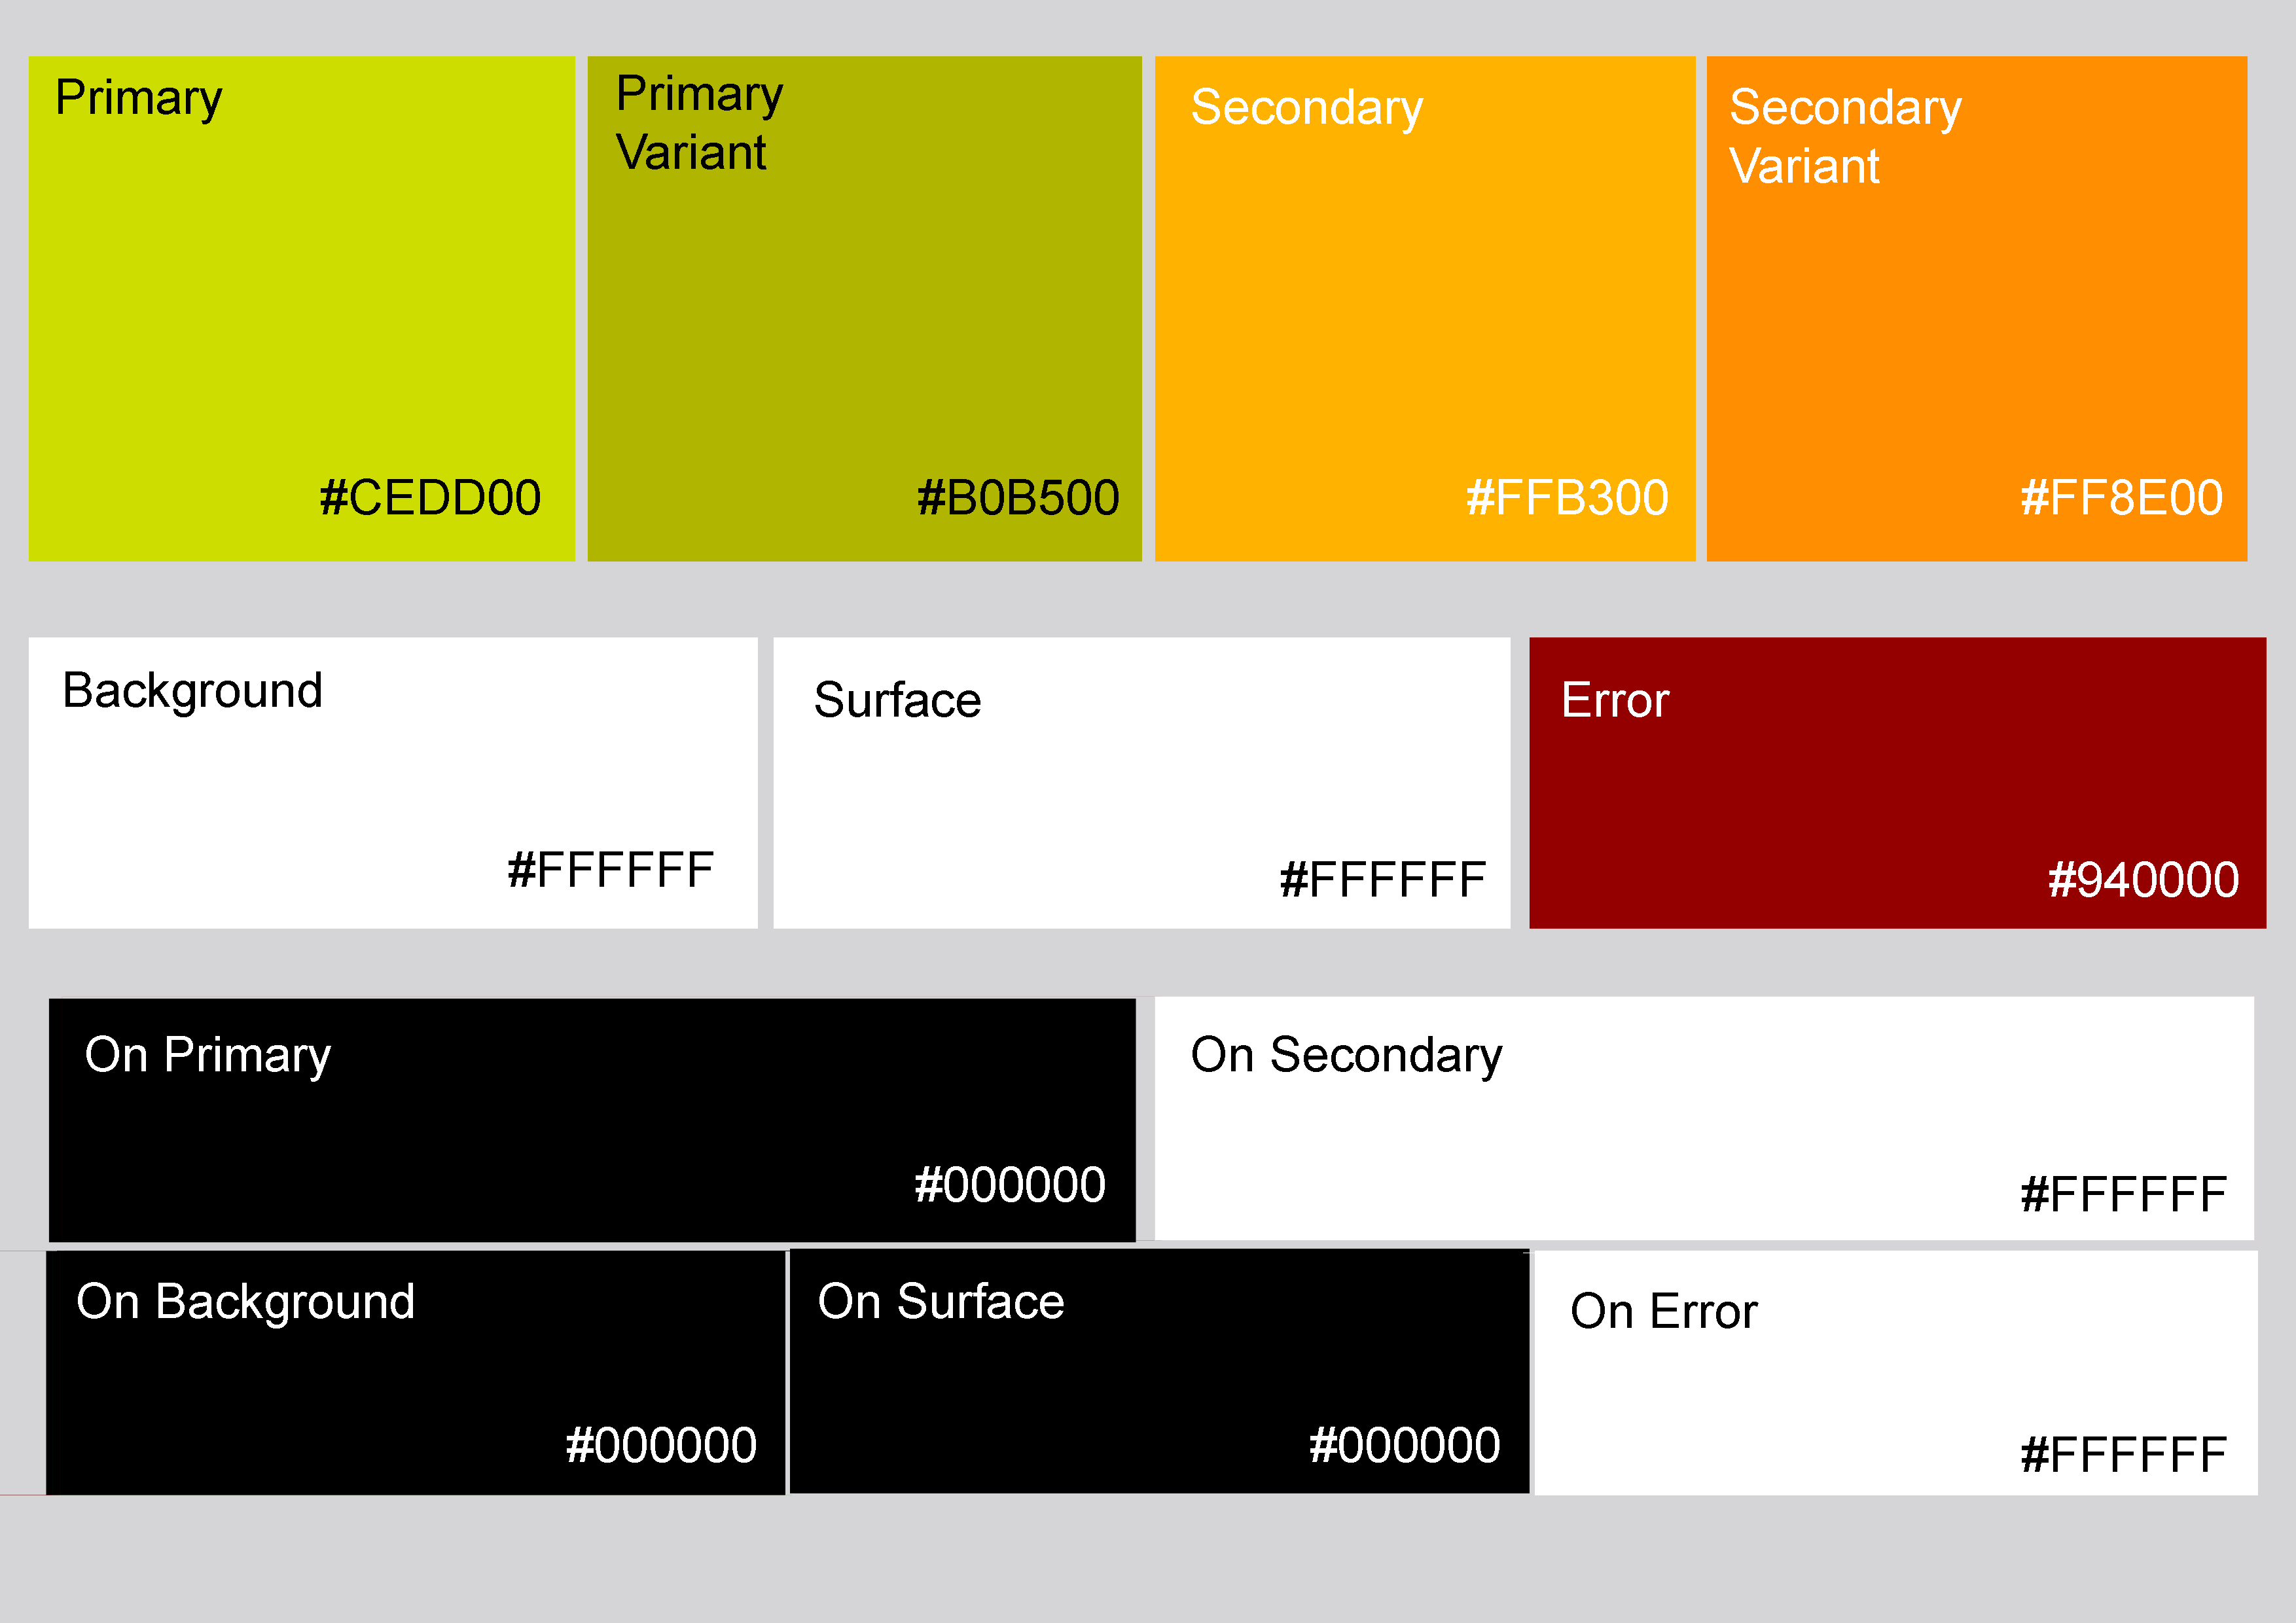 Primary
#CEDD00
Primary
Variant
#B0B500
Secondary
#FFB300
Secondary
Variant
#FF8E00
Background
#FFFFFF
Surface
#FFFFFF
Error
#940000
On Primary
#000000
On Secondary
#FFFFFF
On Background
#000000
On Surface
#000000
On Error
#FFFFFF